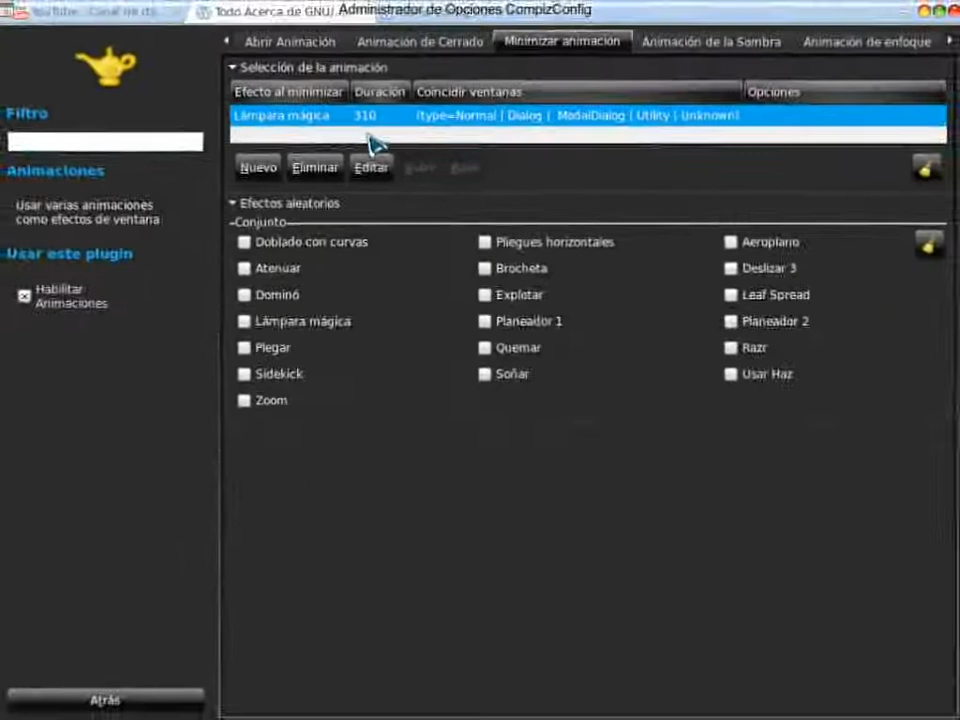 Todo Acerca de GNU/
Administrador de Opciones CompizConfig
Abrir Animación
Animación de Cerrado
Minimizar animación
Animación de la Sombra
Animación de enfoque
Filtro
Animaciones
Usar varias animaciones
como efectos de ventana
Usar este plugin
Habilitar
Animaciones
Atrás
Selección de la animación
Efecto al minimizar Duración Coincidir ventanas Opciones
Lámpara mágica 310 (type=Normal | Dialog | ModalDialog | Utility | Unknown)
Nuevo Eliminar Editar
Efectos aleatorios
Conjunto
Doblado con curvas Pliegues horizontales Aeroplano
Atenuar Brocheta Deslizar 3
Dominó Explotar Leaf Spread
Lámpara mágica Planeador 1 Planeador 2
Plegar Quemar Razr
Sidekick Soñar Usar Haz
Zoom